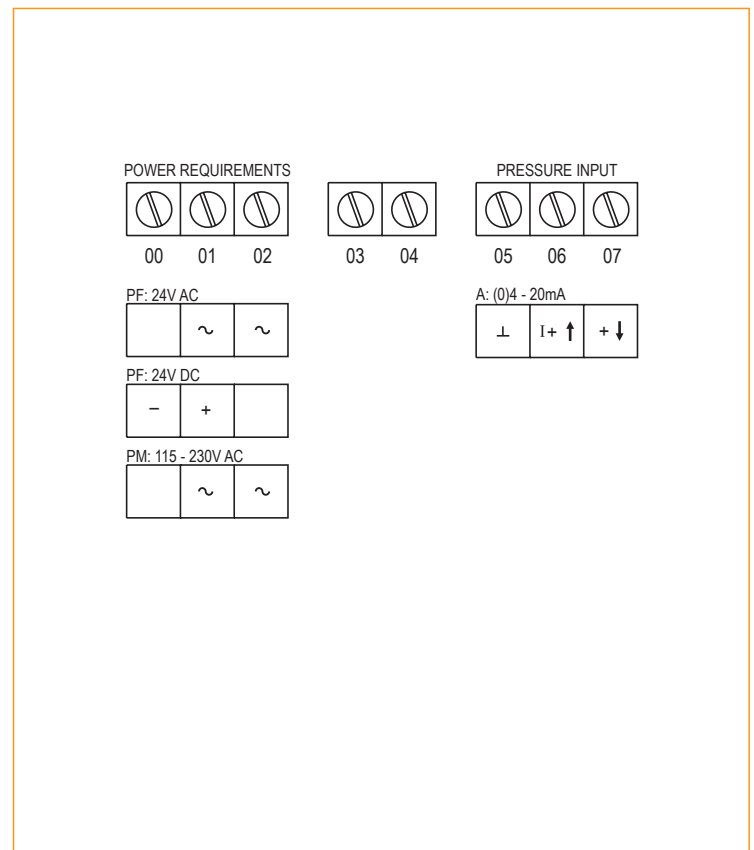 POWER REQUIREMENTS PRESSURE INPUT
00 01 02 03 04 05 06 07
PF: 24V AC A: (0)4 - 20mA
~ ~ ⊥ I+ ↑ + ↓
PF: 24V DC
– +
PM: 115 - 230V AC
~ ~